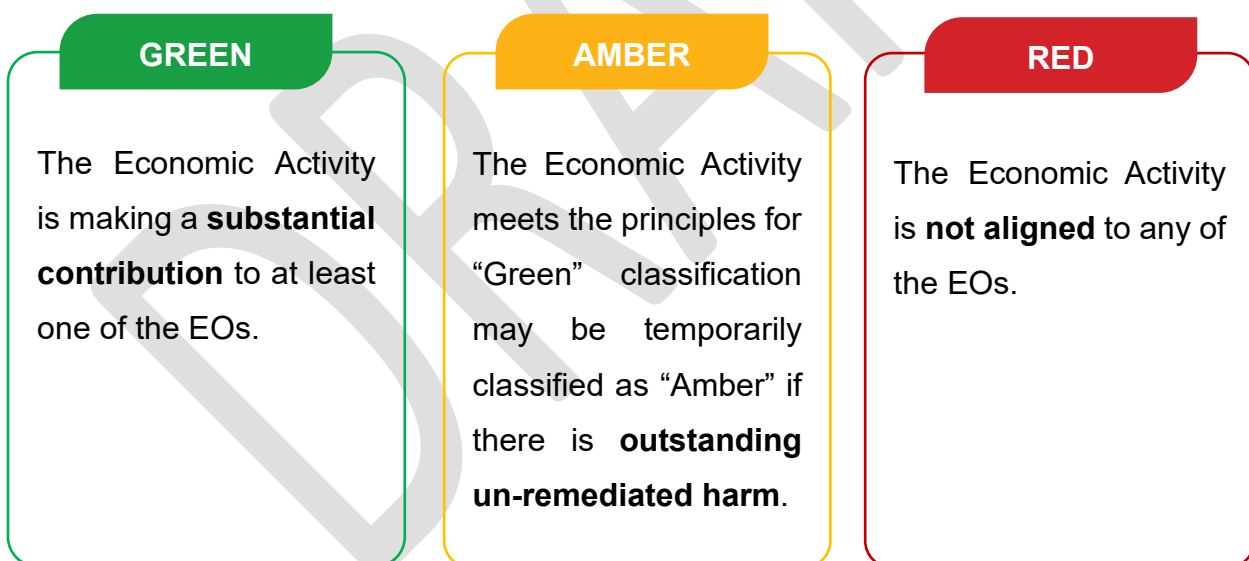 GREEN
The Economic Activity
is making a substantial
contribution to at least
one of the EOs.
AMBER
The Economic Activity
meets the principles for
“Green” classification
may be temporarily
classified as “Amber” if
there is outstanding
un-remediated harm.
RED
The Economic Activity
is not aligned to any of
the EOs.